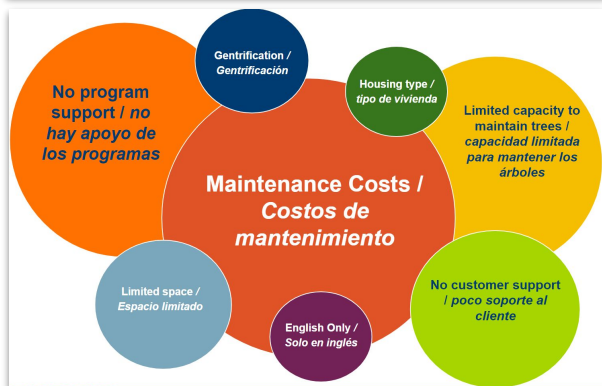 Gentrification /
Gentrificación
Housing type /
tipo de vivienda
No program
support / no
hay apoyo de
los programas
Limited capacity to
maintain trees /
capacidad limitada
para mantener los
árboles
Maintenance Costs /
Costos de
mantenimiento
Limited space /
Espacio limitado
English Only /
Solo en inglés
No customer support
/ poco soporte al
cliente